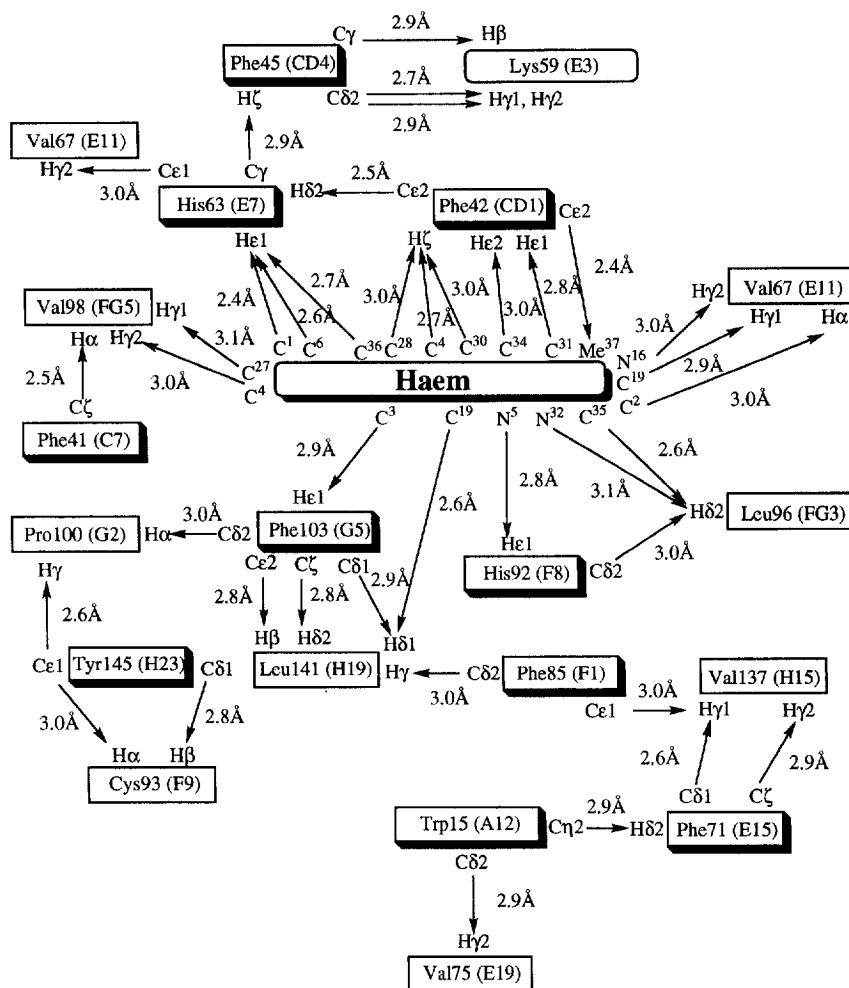 Cγ 2.9Å Hβ
Phe45 (CD4) Lys59 (E3)
2.7Å
Hζ Cδ2 Hγ1, Hγ2
2.9Å
Val67 (E11) 2.9Å
Hγ2 Cε1 Cγ 2.5Å
3.0Å Hδ2 Cε2
His63 (E7) Phe42 (CD1) Cε2
Hε1 Hζ Hε2 Hε1
2.7Å 2.4Å
Val98 (FG5) Hγ1 2.4Å 3.0Å 3.0Å 2.8Å Hγ2 Val67 (E11)
2.6Å 2.7Å 3.0Å 3.0Å Hγ1 Hα
Hα Hγ2 3.1Å C1 C6 C36 C28 C4 C30 C34 C31 Me37 N16
2.5Å C27 Haem C19 2.9Å
3.0Å C4 C2 3.0Å
Cζ C3 C19 N5 N32 C35
Phe41 (C7) 2.9Å 2.6Å
2.8Å 3.1Å
Hε1 2.6Å Hδ2 Leu96 (FG3)
Pro100 (G2) Hα 3.0Å Cδ2 Phe103 (G5) Hε1
His92 (F8) Cδ2 3.0Å
Hγ Cε2 Cζ Cδ1 2.9Å
2.8Å 2.8Å
2.6Å Hβ Hδ2 Hδ1
Cε1 Tyr145 (H23) Cδ1 Leu141 (H19) Hγ Cδ2 Phe85 (F1) Val137 (H15)
3.0Å 3.0Å
3.0Å 2.8Å Cε1 Hγ1 Hγ2
Hα Hβ 2.6Å 2.9Å
Cys93 (F9) Cδ1 Cζ
2.9Å
Trp15 (A12) Cη2 Hδ2 Phe71 (E15)
Cδ2
2.9Å
Hγ2
Val75 (E19)